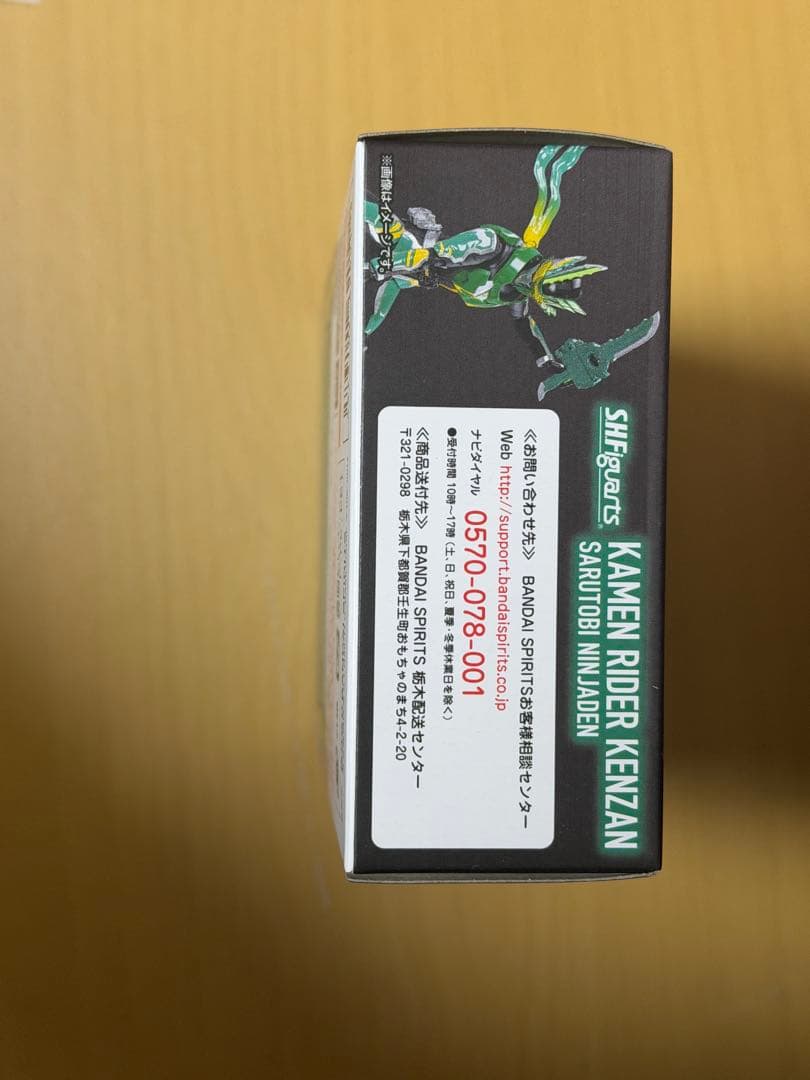 S.H.Figuarts
KAMEN RIDER KENZAN
SARUTOBI NINJADEN
≪お問い合わせ先≫ BANDAI SPIRITSお客様相談センター
Web http://support.bandaispirits.co.jp
ナビダイヤル 0570-078-001
●受付時間 10時～17時 (土、日、祝日、夏季・冬季休業日を除く)
≪商品送付先≫ BANDAI SPIRITS 栃木配送センター
〒321-0298 栃木県下都賀郡壬生町おもちゃのまち4-2-20
※画像はイメージです。